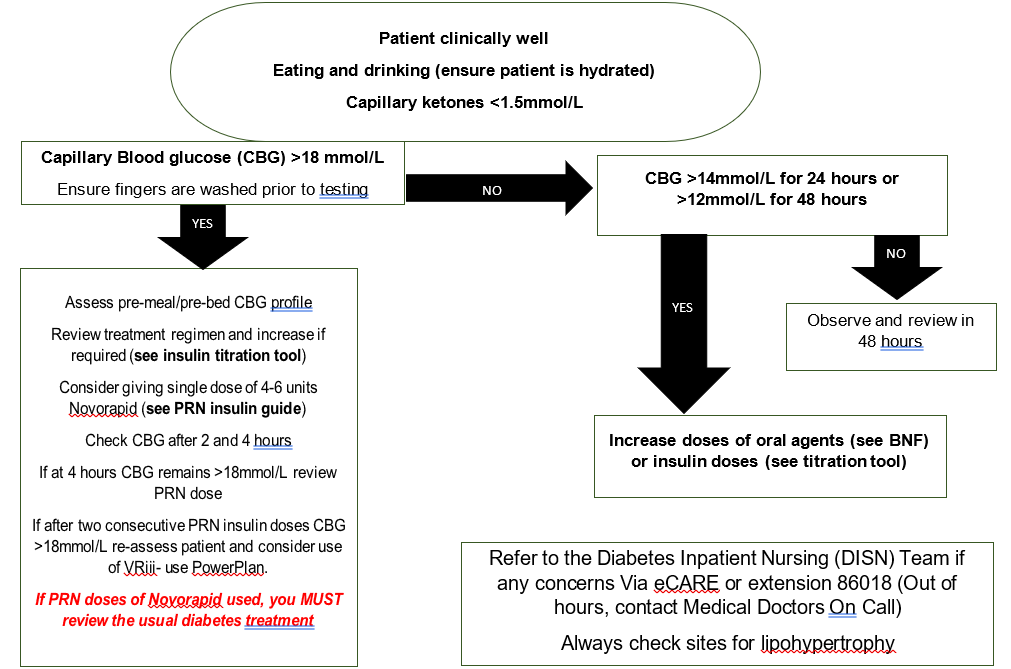 Patient clinically well
Eating and drinking (ensure patient is hydrated)
Capillary ketones <1.5mmol/L
Capillary Blood glucose (CBG) >18 mmol/L
Ensure fingers are washed prior to testing
NO
CBG >14mmol/L for 24 hours or
>12mmol/L for 48 hours
YES
Assess pre-meal/pre-bed CBG profile
Review treatment regimen and increase if
required (see insulin titration tool)
Consider giving single dose of 4-6 units
Novorapid (see PRN insulin guide)
Check CBG after 2 and 4 hours
If at 4 hours CBG remains >18mmol/L review
PRN dose
If after two consecutive PRN insulin doses CBG
>18mmol/L re-assess patient and consider use
of VRiii- use PowerPlan.
If PRN doses of Novorapid used, you MUST
review the usual diabetes treatment
YES
NO
Observe and review in
48 hours
Increase doses of oral agents (see BNF)
or insulin doses (see titration tool)
Refer to the Diabetes Inpatient Nursing (DISN) Team if
any concerns Via eCARE or extension 86018 (Out of
hours, contact Medical Doctors On Call)
Always check sites for lipohypertrophy